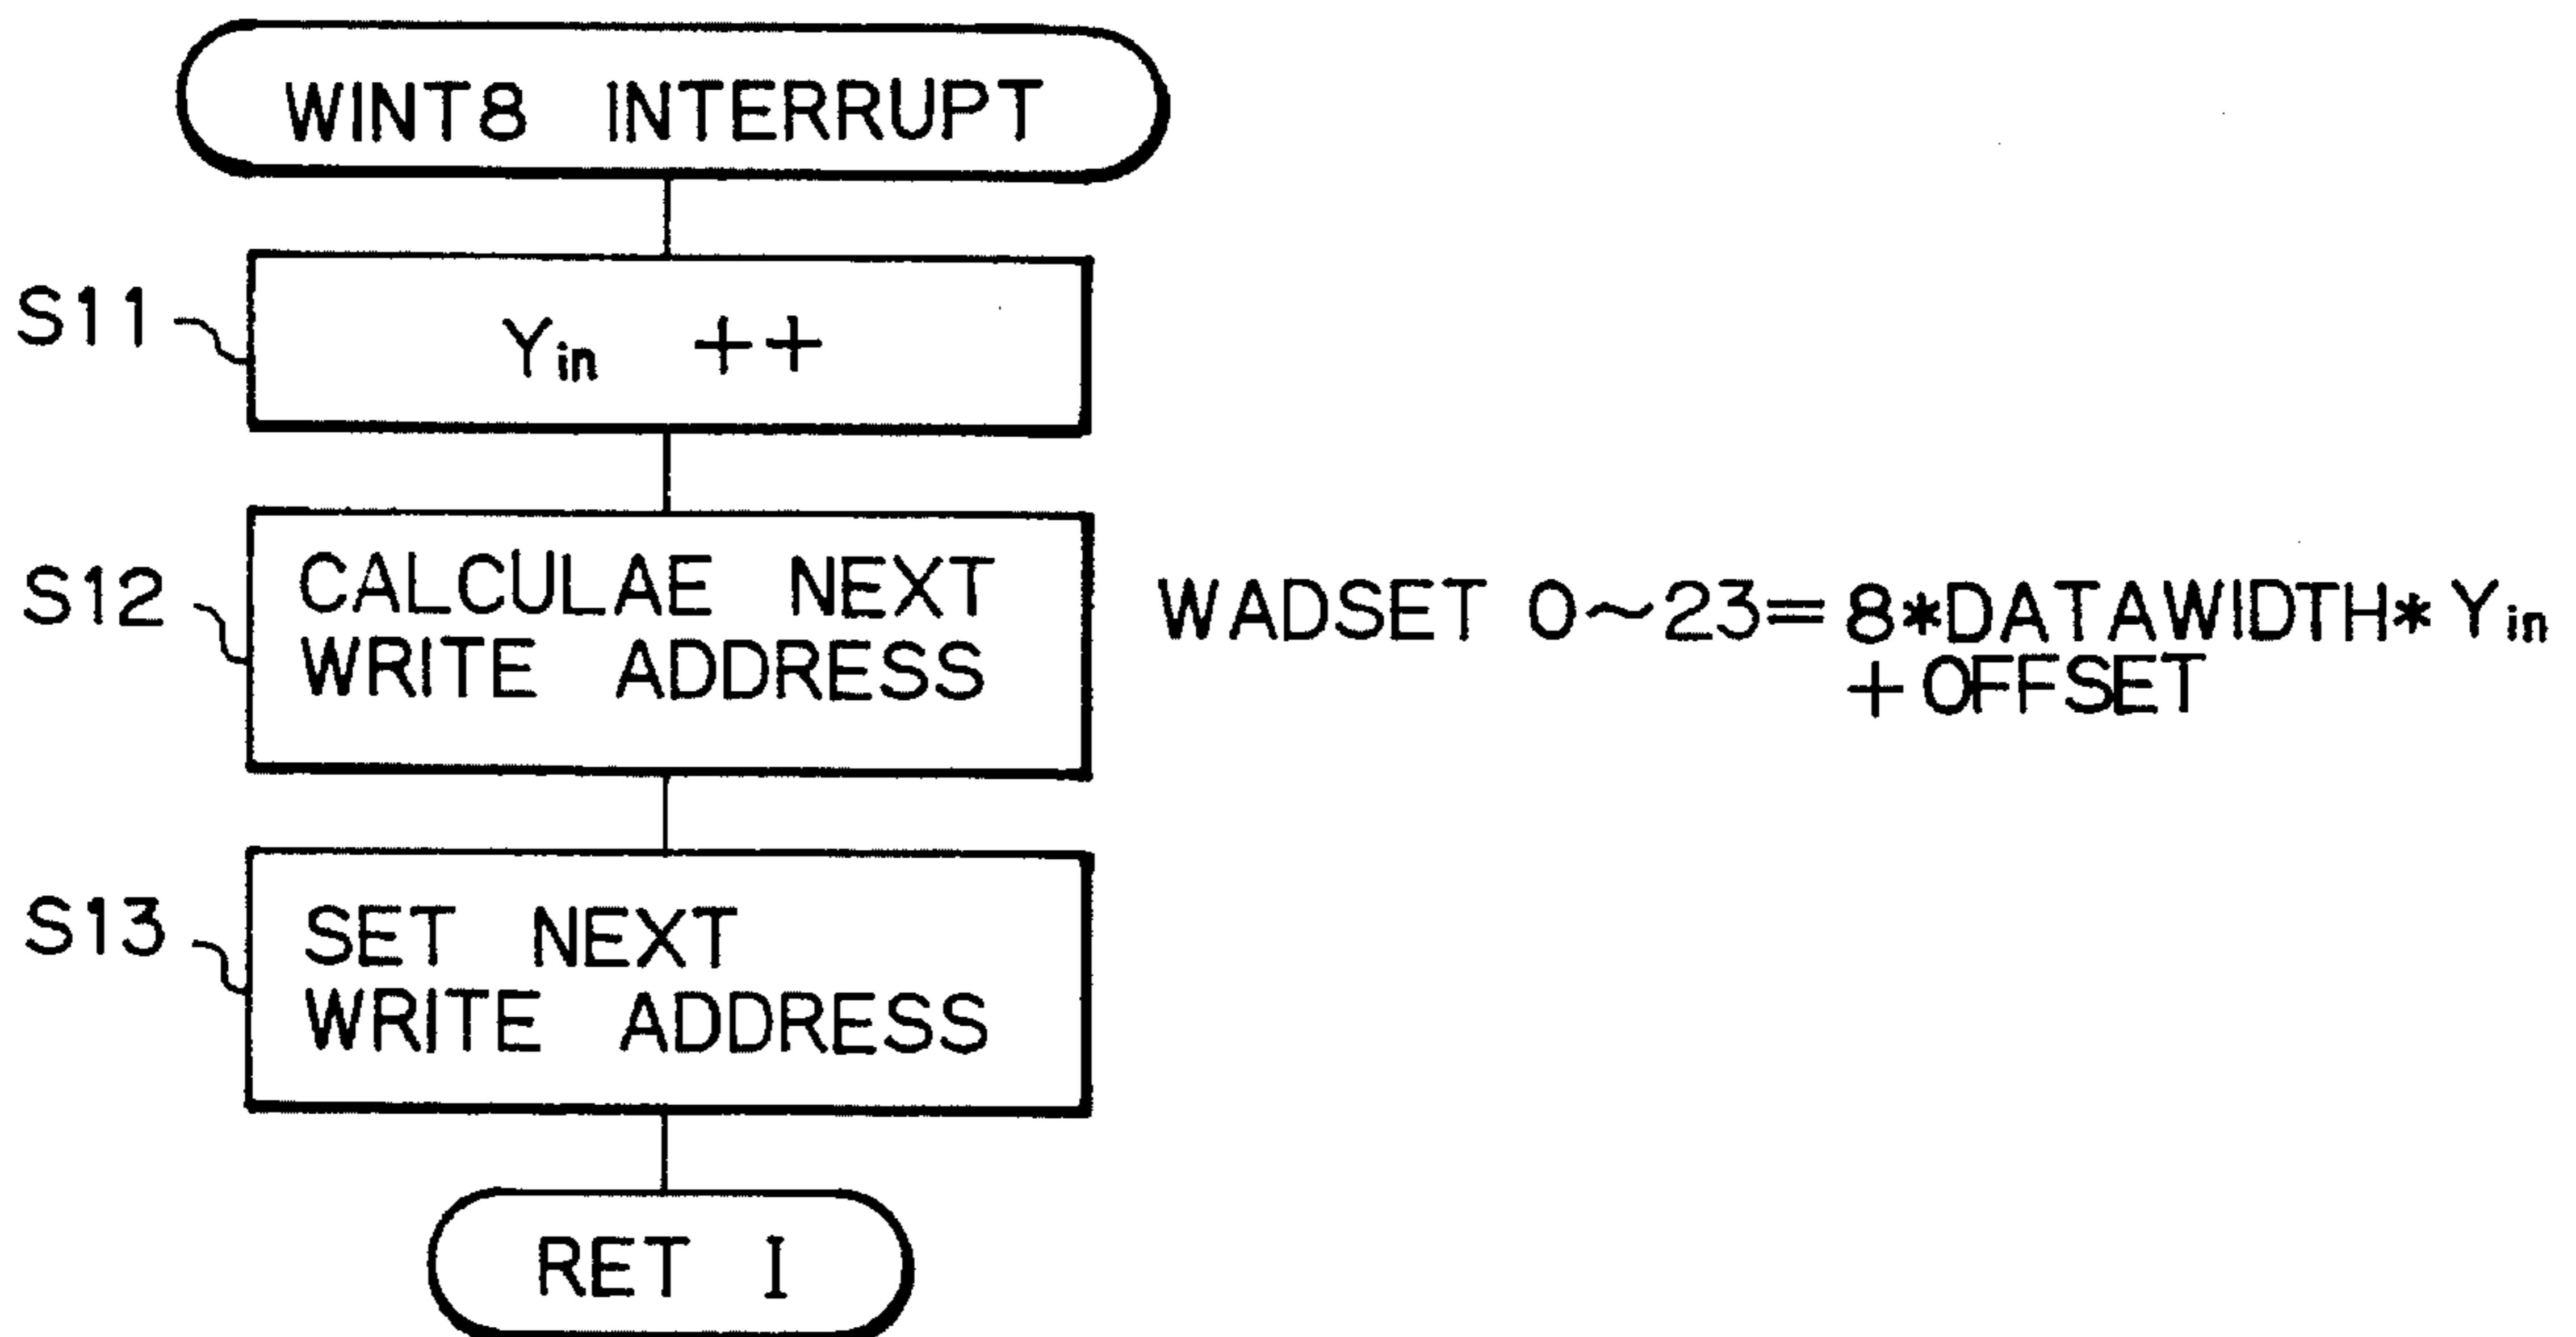 WINT8 INTERRUPT
S11
Yin ++
S12
CALCULAE NEXT
WRITE ADDRESS
WADSET 0~23=8*DATAWIDTH*Yin
+OFFSET
S13
SET NEXT
WRITE ADDRESS
RET I